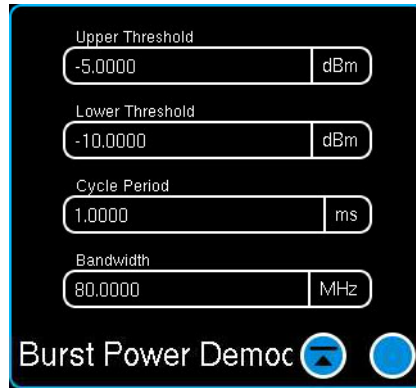 Upper Threshold
-5.0000 dBm
Lower Threshold
-10.0000 dBm
Cycle Period
1.0000 ms
Bandwidth
80.0000 MHz
Burst Power Democ